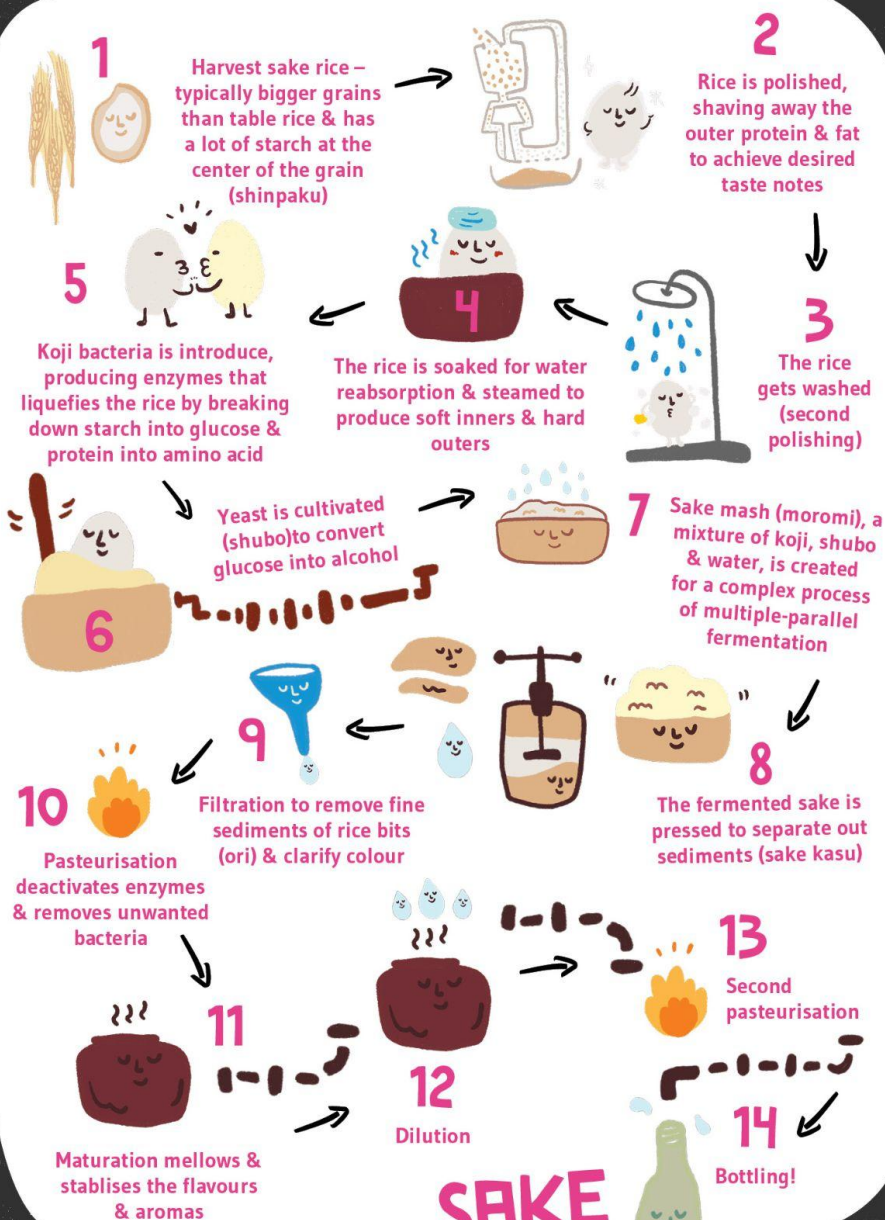 1
Harvest sake rice –
typically bigger grains
than table rice & has
a lot of starch at the
center of the grain
(shinpaku)
2
Rice is polished,
shaving away the
outer protein & fat
to achieve desired
taste notes
3
The rice
gets washed
(second
polishing)
4
The rice is soaked for water
reabsorption & steamed to
produce soft inners & hard
outers
5
Koji bacteria is introduce,
producing enzymes that
liquefies the rice by breaking
down starch into glucose &
protein into amino acid
6
Yeast is cultivated
(shubo)to convert
glucose into alcohol
7
Sake mash (moromi), a
mixture of koji, shubo
& water, is created
for a complex process
of multiple-parallel
fermentation
8
The fermented sake is
pressed to separate out
sediments (sake kasu)
9
Filtration to remove fine
sediments of rice bits
(ori) & clarify colour
10
Pasteurisation
deactivates enzymes
& removes unwanted
bacteria
11
Maturation mellows &
stablises the flavours
& aromas
12
Dilution
13
Second
pasteurisation
14
Bottling!
SAKE